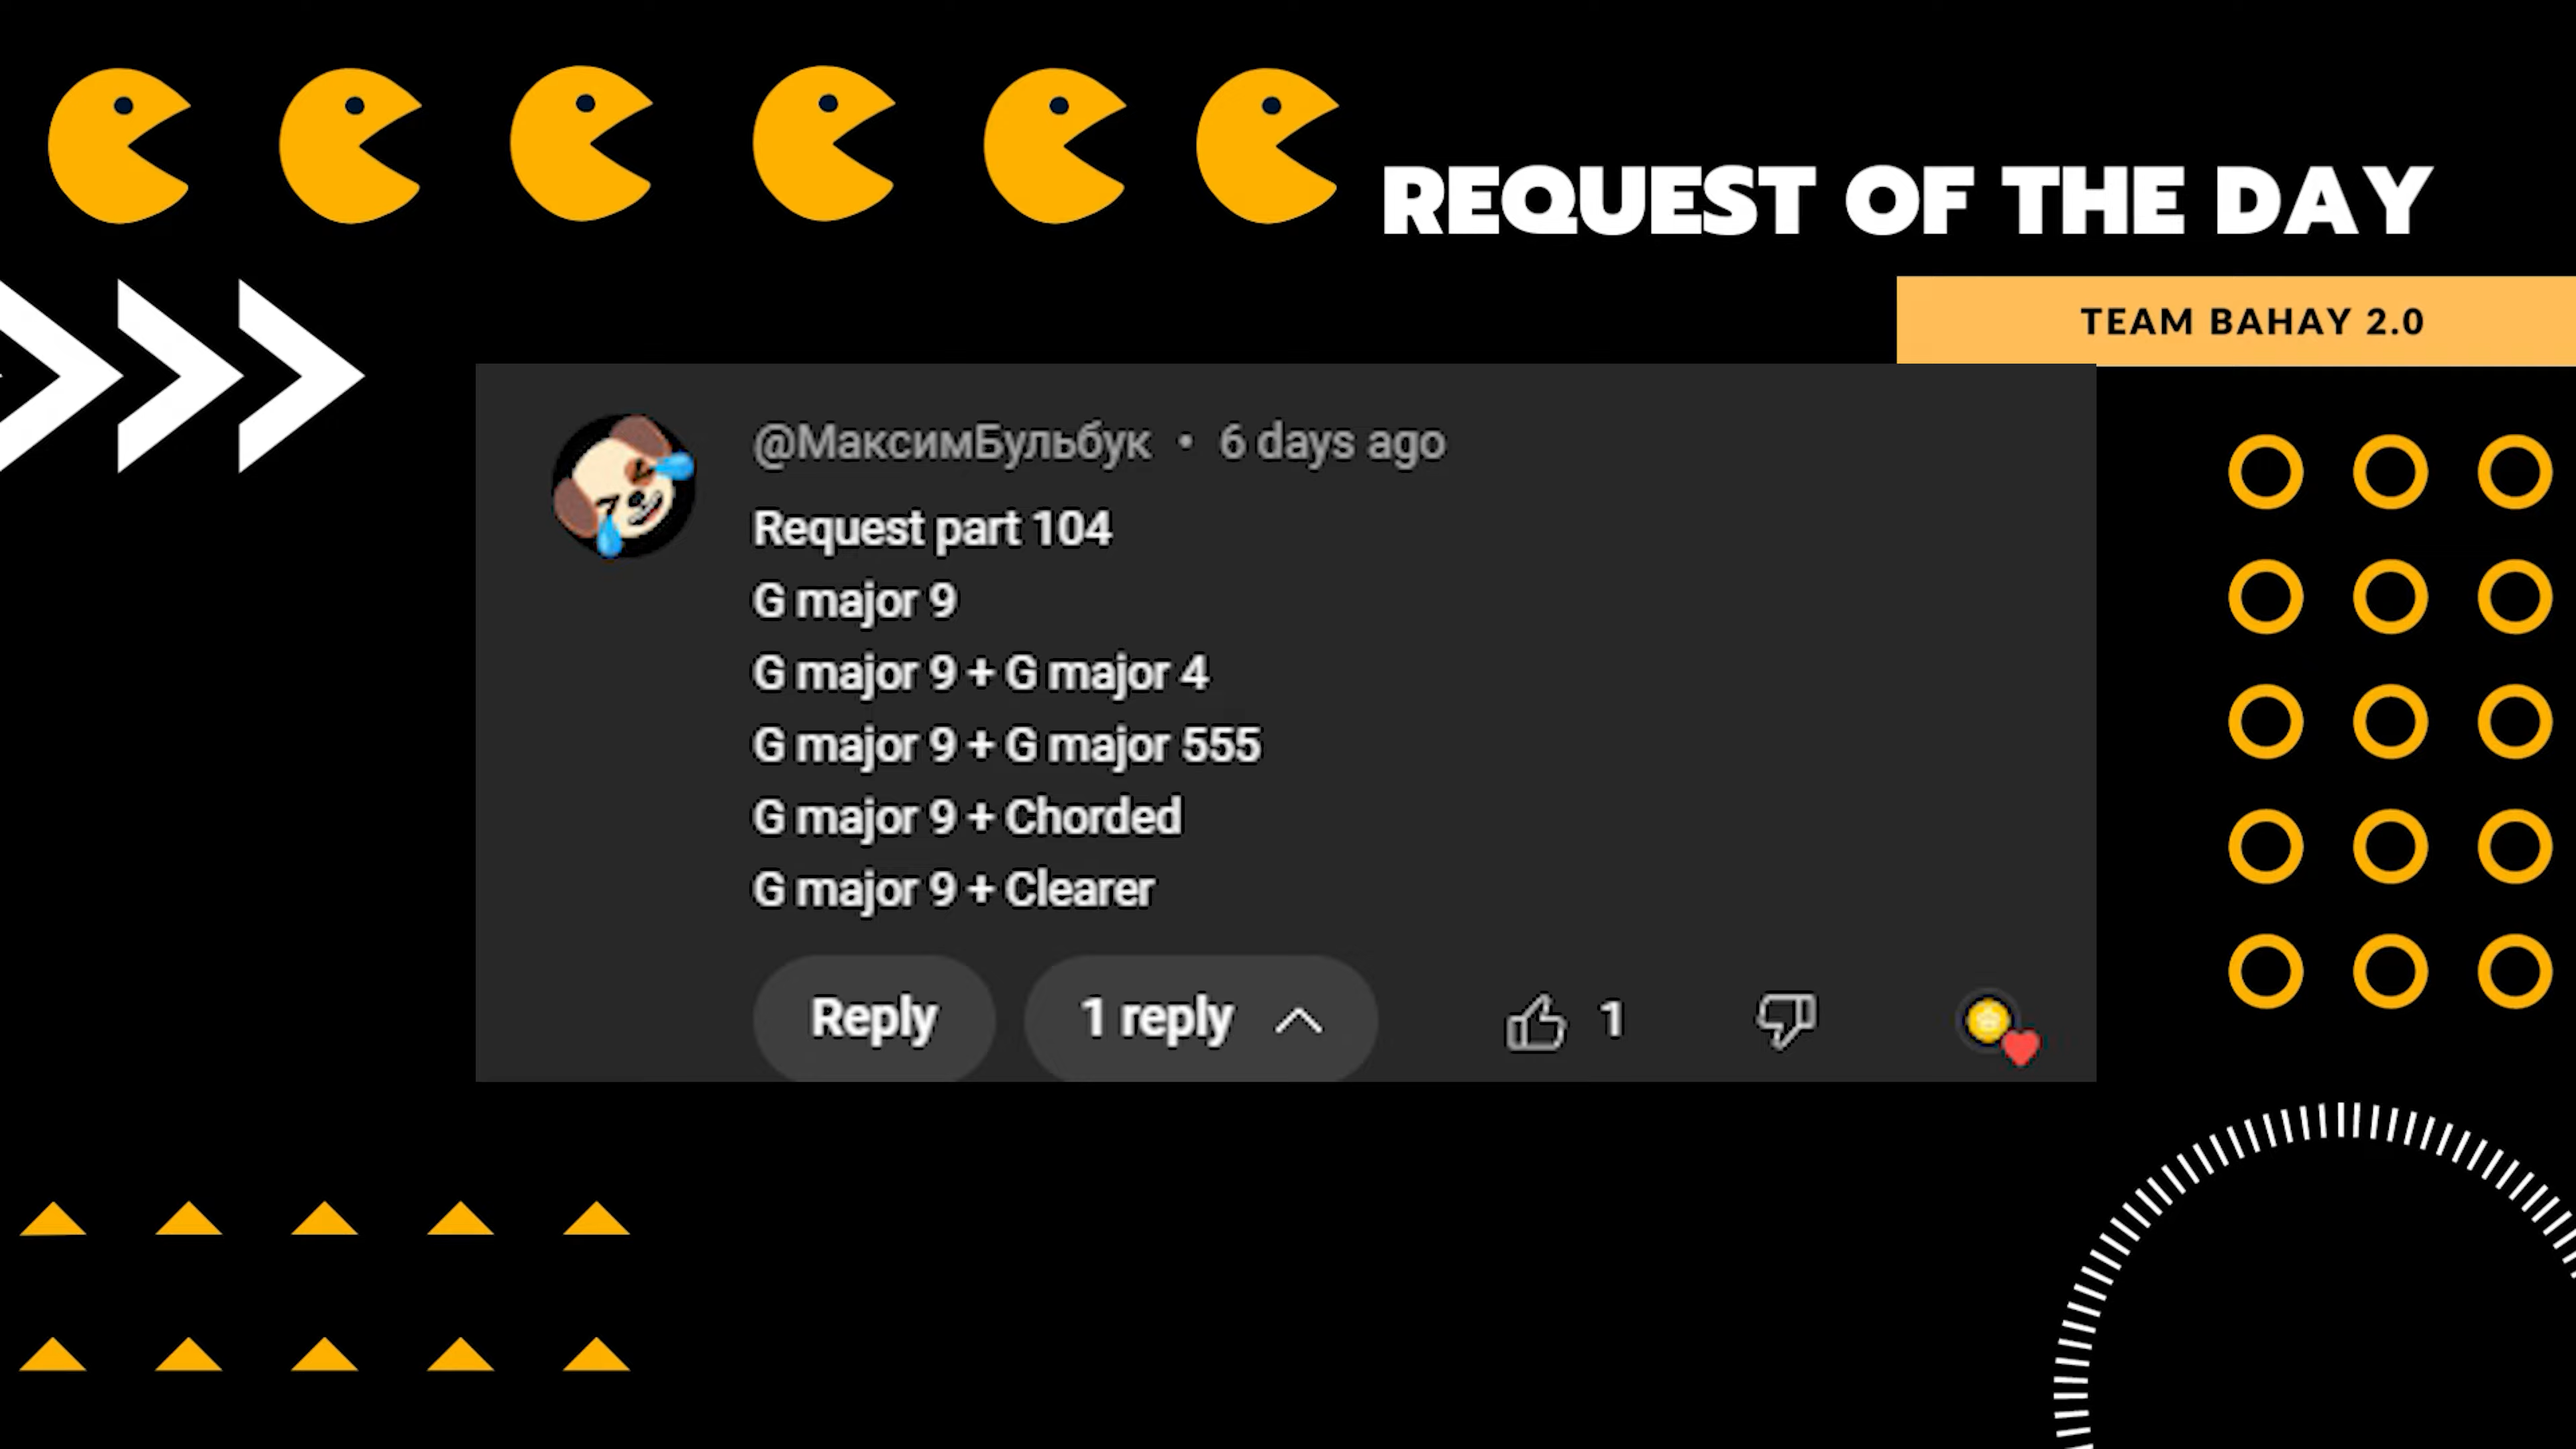 REQUEST OF THE DAY
TEAM BAHAY 2.0
@МаксимБульбук • 6 days ago
Request part 104
G major 9
G major 9 + G major 4
G major 9 + G major 555
G major 9 + Chorded
G major 9 + Clearer
Reply 1 reply 1